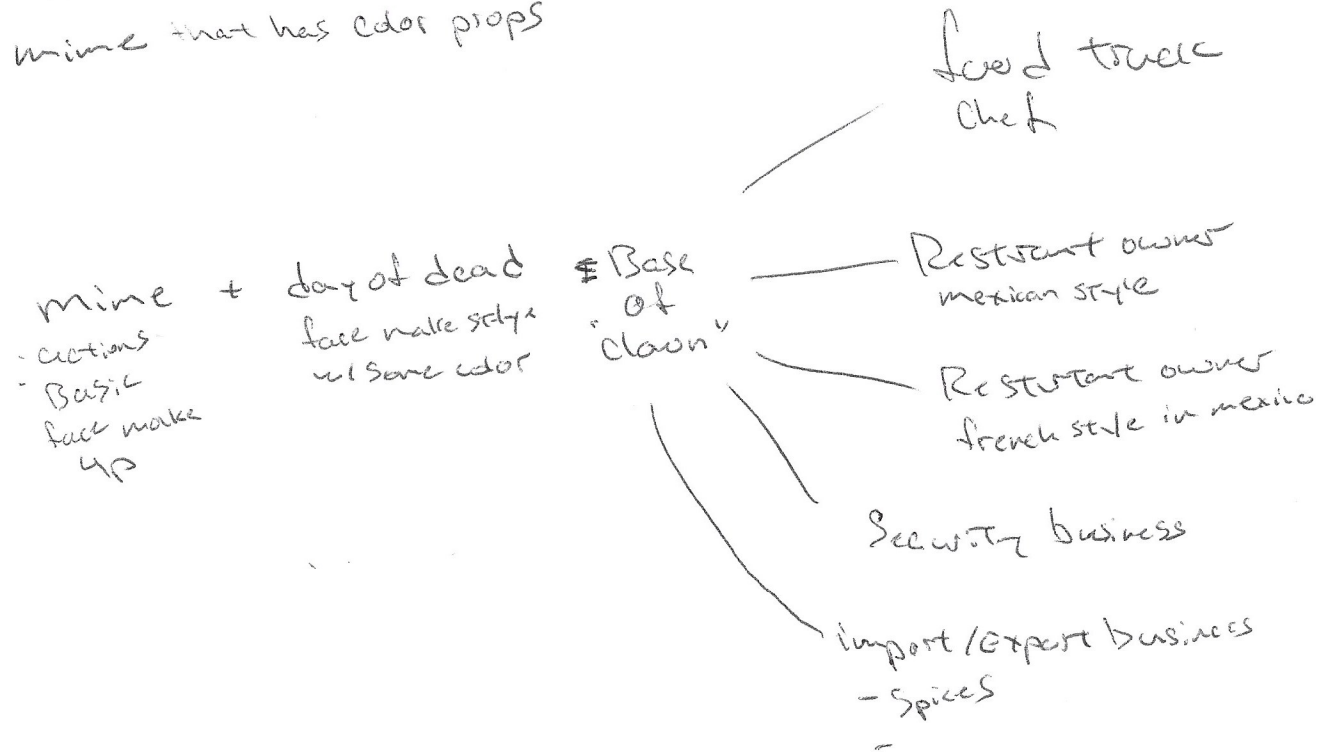 mime that has color props
food truck
Chef
mime + day of dead = Base
of
"Clown"
- actions
- Basic
face make
up
face make style
w/ some color
Restraunt owner
mexican style
Resturant owner
french style in mexico
Security business
import/export business
- Spices
-